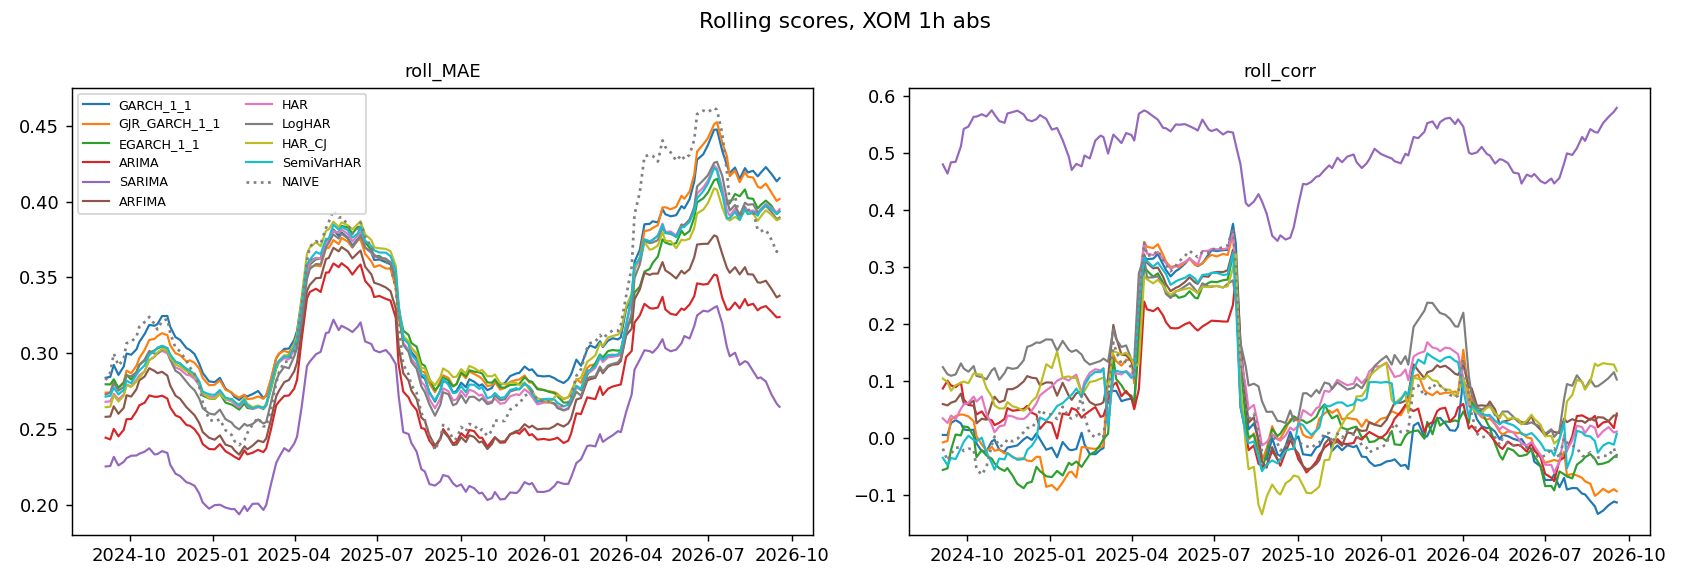 Rolling scores, XOM 1h abs
roll_MAE
GARCH_1_1
GJR_GARCH_1_1
EGARCH_1_1
ARIMA
SARIMA
ARFIMA
HAR
LogHAR
HAR_CJ
SemiVarHAR
NAIVE
0.45
0.40
0.35
0.30
0.25
0.20
2024-10 2025-01 2025-04 2025-07 2025-10 2026-01 2026-04 2026-07 2026-10
roll_corr
0.6
0.5
0.4
0.3
0.2
0.1
0.0
−0.1
2024-10 2025-01 2025-04 2025-07 2025-10 2026-01 2026-04 2026-07 2026-10